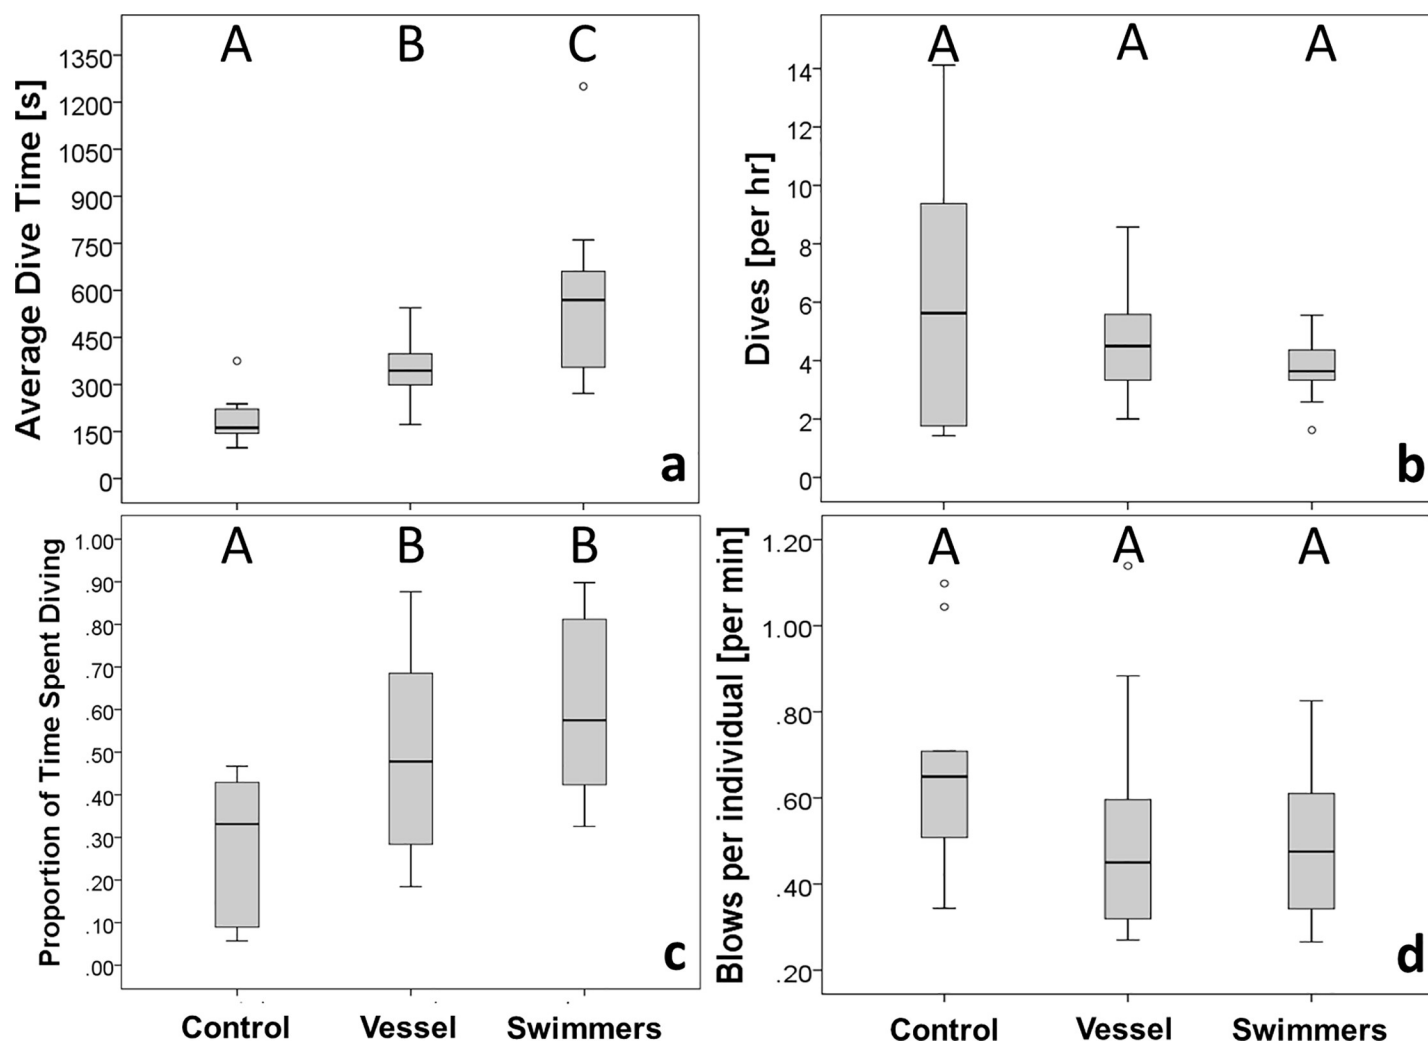 A B C
Average Dive Time [s]
1350
1200
1050
900
750
600
450
300
150
0
a
A A A
Dives [per hr]
14
12
10
8
6
4
2
0
b
A B B
Proportion of Time Spent Diving
1.00
.90
.80
.70
.60
.50
.40
.30
.20
.10
.00
c
Control Vessel Swimmers
A A A
Blows per individual [per min]
1.20
1.00
.80
.60
.40
.20
d
Control Vessel Swimmers